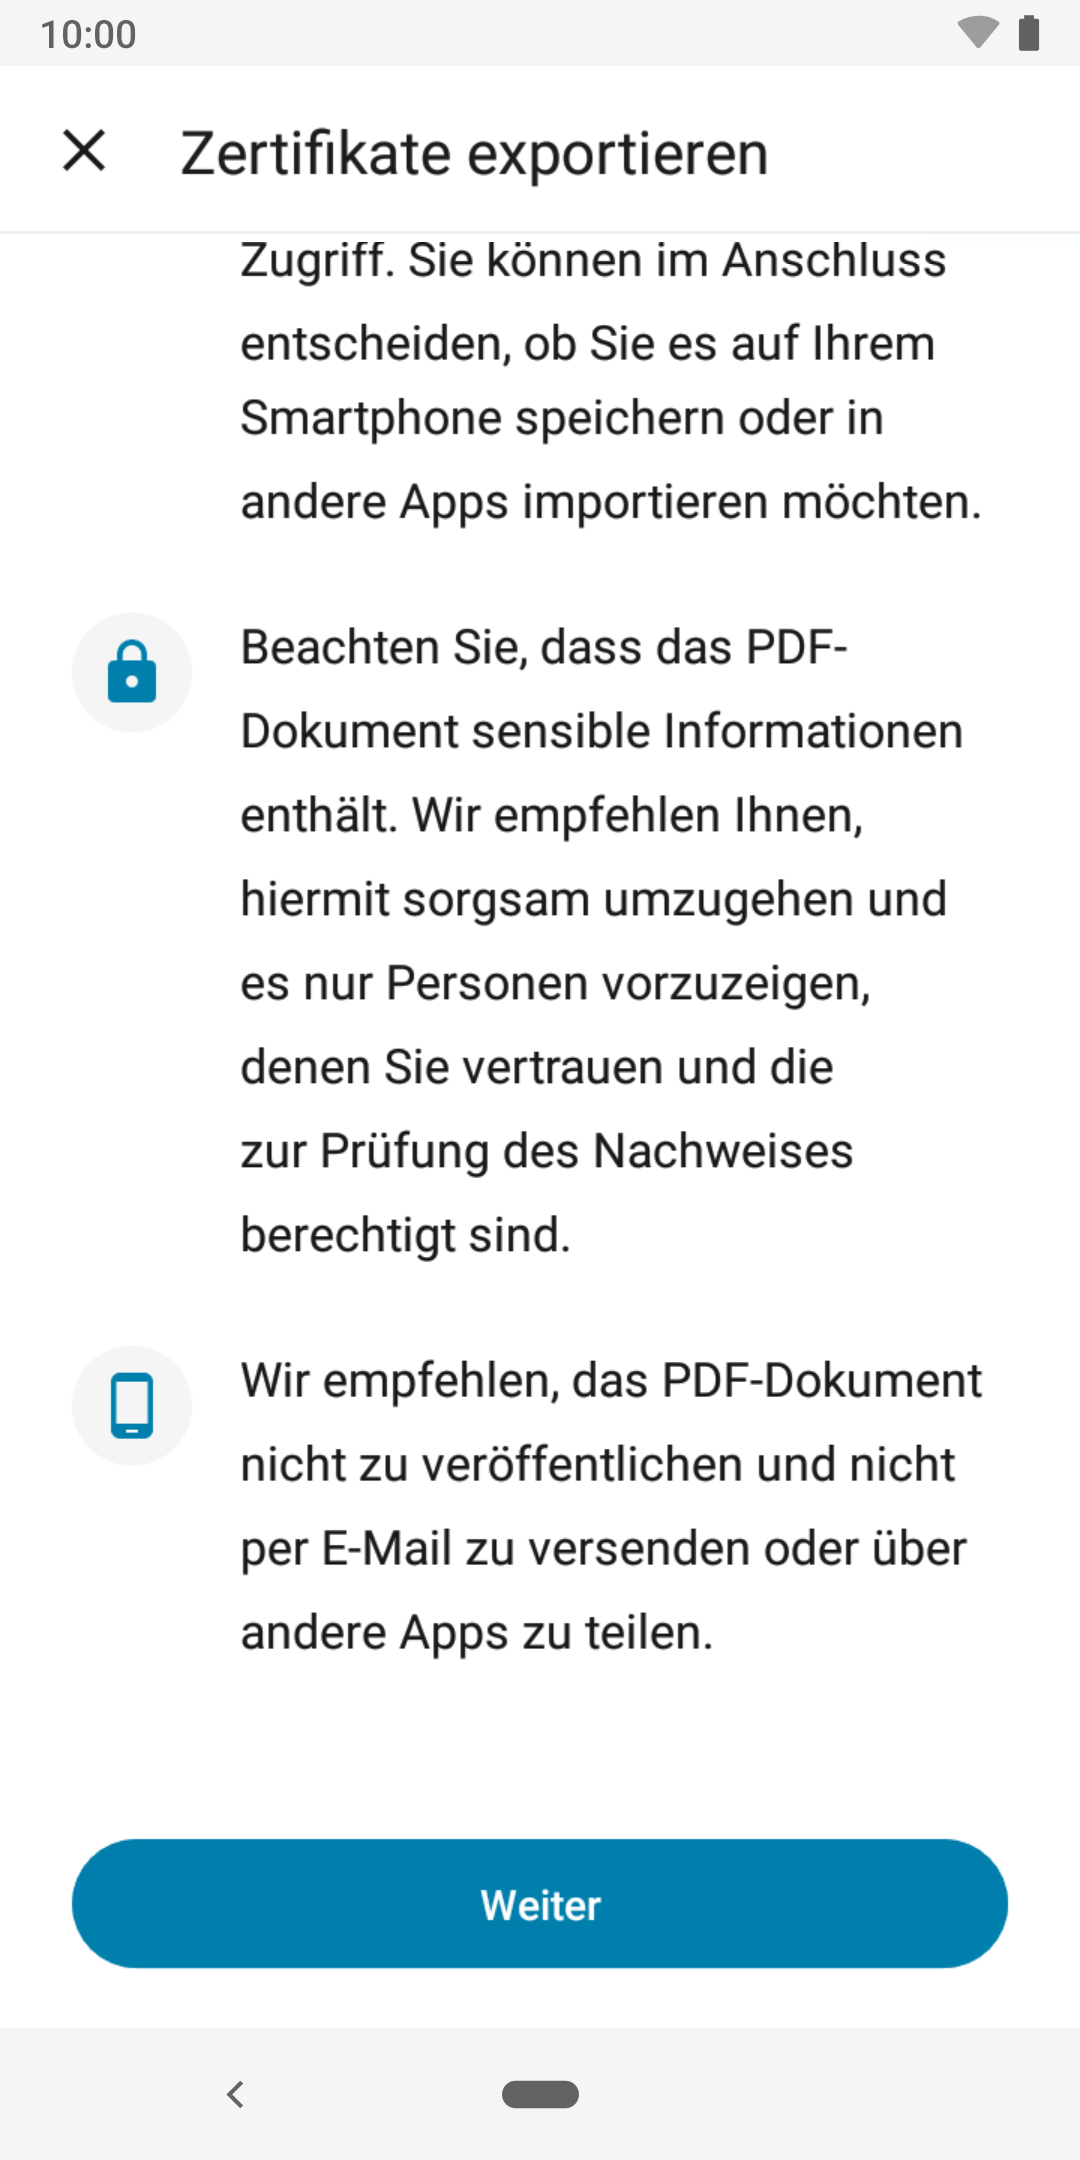 10:00
Zertifikate exportieren
Zugriff. Sie können im Anschluss
entscheiden, ob Sie es auf Ihrem
Smartphone speichern oder in
andere Apps importieren möchten.
Beachten Sie, dass das PDF-
Dokument sensible Informationen
enthält. Wir empfehlen Ihnen,
hiermit sorgsam umzugehen und
es nur Personen vorzuzeigen,
denen Sie vertrauen und die
zur Prüfung des Nachweises
berechtigt sind.
Wir empfehlen, das PDF-Dokument
nicht zu veröffentlichen und nicht
per E-Mail zu versenden oder über
andere Apps zu teilen.
Weiter